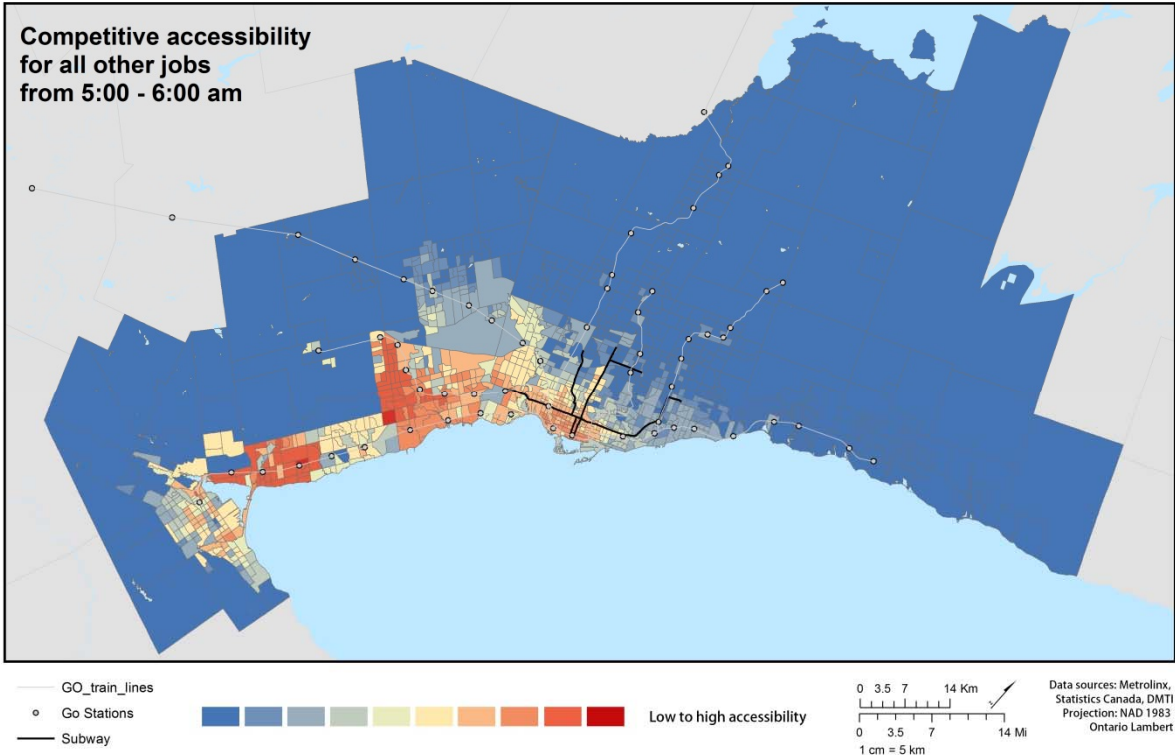 Competitive accessibility
for all other jobs
from 5:00 - 6:00 am
GO_train_lines
Go Stations
Subway
Low to high accessibility
0 3.5 7 14 Km
0 3.5 7 14 Mi
1 cm = 5 km
Data sources: Metrolinx,
Statistics Canada, DMTI
Projection: NAD 1983
Ontario Lambert